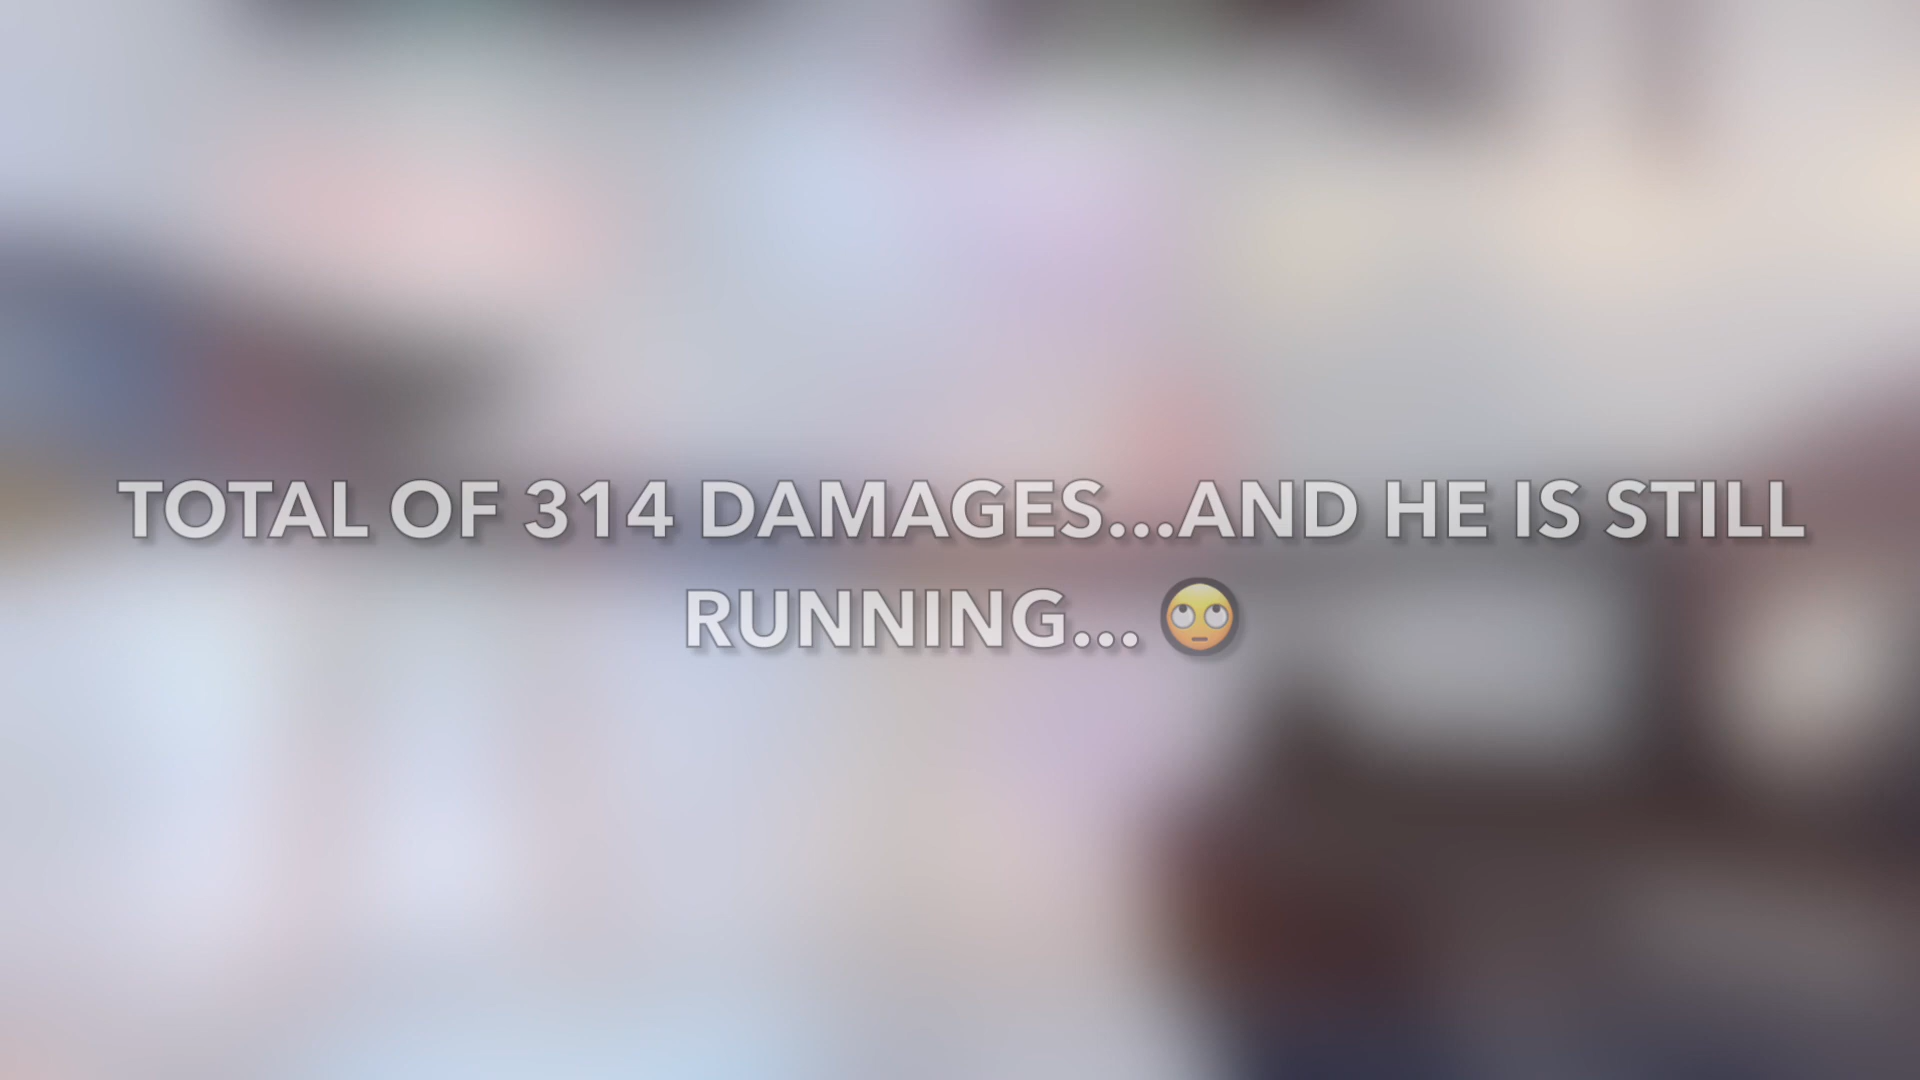 TOTAL OF 314 DAMAGES...AND HE IS STILL
RUNNING... 🙄